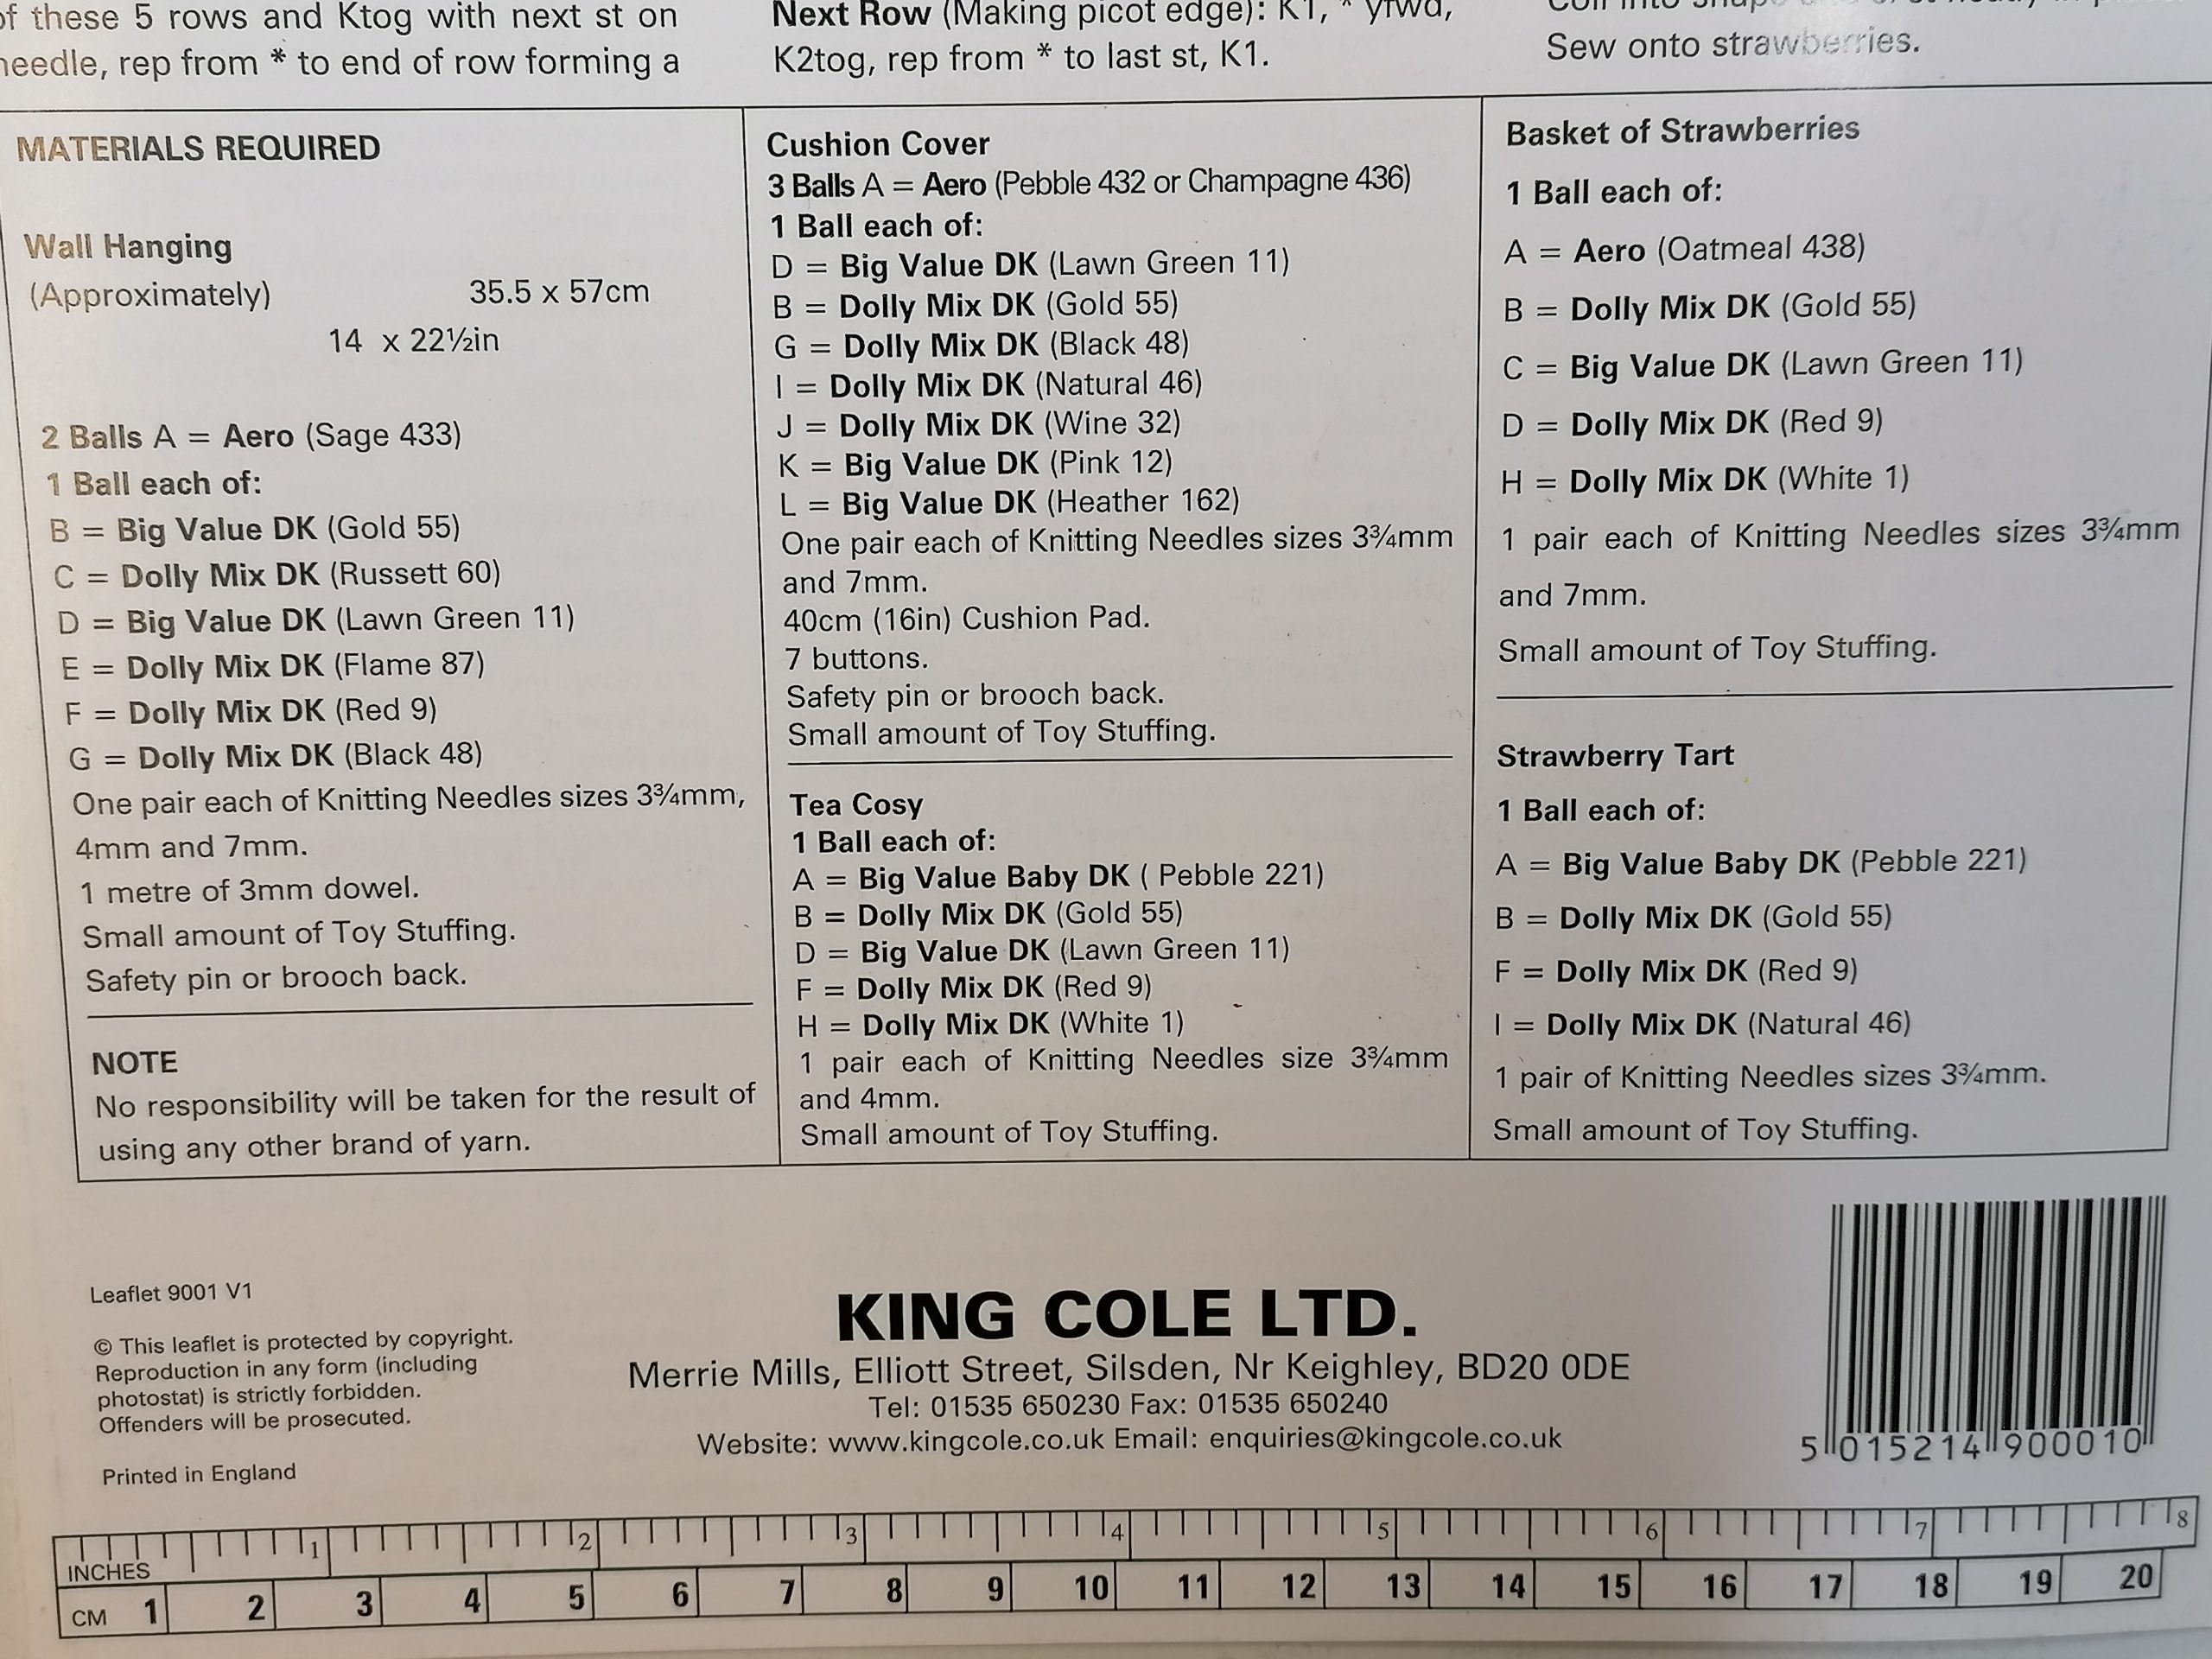 of these 5 rows and Ktog with next st on
needle, rep from * to end of row forming a
Next Row (Making picot edge): K1, * yfwd,
K2tog, rep from * to last st, K1.
Sew onto strawberries.
MATERIALS REQUIRED
Wall Hanging
(Approximately) 35.5 x 57cm
14 x 22½in
2 Balls A = Aero (Sage 433)
1 Ball each of:
B = Big Value DK (Gold 55)
C = Dolly Mix DK (Russett 60)
D = Big Value DK (Lawn Green 11)
E = Dolly Mix DK (Flame 87)
F = Dolly Mix DK (Red 9)
G = Dolly Mix DK (Black 48)
One pair each of Knitting Needles sizes 3¾mm,
4mm and 7mm.
1 metre of 3mm dowel.
Small amount of Toy Stuffing.
Safety pin or brooch back.
NOTE
No responsibility will be taken for the result of
using any other brand of yarn.
Cushion Cover
3 Balls A = Aero (Pebble 432 or Champagne 436)
1 Ball each of:
D = Big Value DK (Lawn Green 11)
B = Dolly Mix DK (Gold 55)
G = Dolly Mix DK (Black 48)
I = Dolly Mix DK (Natural 46)
J = Dolly Mix DK (Wine 32)
K = Big Value DK (Pink 12)
L = Big Value DK (Heather 162)
One pair each of Knitting Needles sizes 3¾mm
and 7mm.
40cm (16in) Cushion Pad.
7 buttons.
Safety pin or brooch back.
Small amount of Toy Stuffing.
Tea Cosy
1 Ball each of:
A = Big Value Baby DK ( Pebble 221)
B = Dolly Mix DK (Gold 55)
D = Big Value DK (Lawn Green 11)
F = Dolly Mix DK (Red 9)
H = Dolly Mix DK (White 1)
1 pair each of Knitting Needles size 3¾mm
and 4mm.
Small amount of Toy Stuffing.
Basket of Strawberries
1 Ball each of:
A = Aero (Oatmeal 438)
B = Dolly Mix DK (Gold 55)
C = Big Value DK (Lawn Green 11)
D = Dolly Mix DK (Red 9)
H = Dolly Mix DK (White 1)
1 pair each of Knitting Needles sizes 3¾mm
and 7mm.
Small amount of Toy Stuffing.
Strawberry Tart
1 Ball each of:
A = Big Value Baby DK (Pebble 221)
B = Dolly Mix DK (Gold 55)
F = Dolly Mix DK (Red 9)
I = Dolly Mix DK (Natural 46)
1 pair of Knitting Needles sizes 3¾mm.
Small amount of Toy Stuffing.
Leaflet 9001 V1
© This leaflet is protected by copyright.
Reproduction in any form (including
photostat) is strictly forbidden.
Offenders will be prosecuted.
Printed in England
KING COLE LTD.
Merrie Mills, Elliott Street, Silsden, Nr Keighley, BD20 0DE
Tel: 01535 650230 Fax: 01535 650240
Website: www.kingcole.co.uk Email: enquiries@kingcole.co.uk
5 015214 900010
INCHES 1 2 3 4 5 6 7 8
CM 1 2 3 4 5 6 7 8 9 10 11 12 13 14 15 16 17 18 19 20